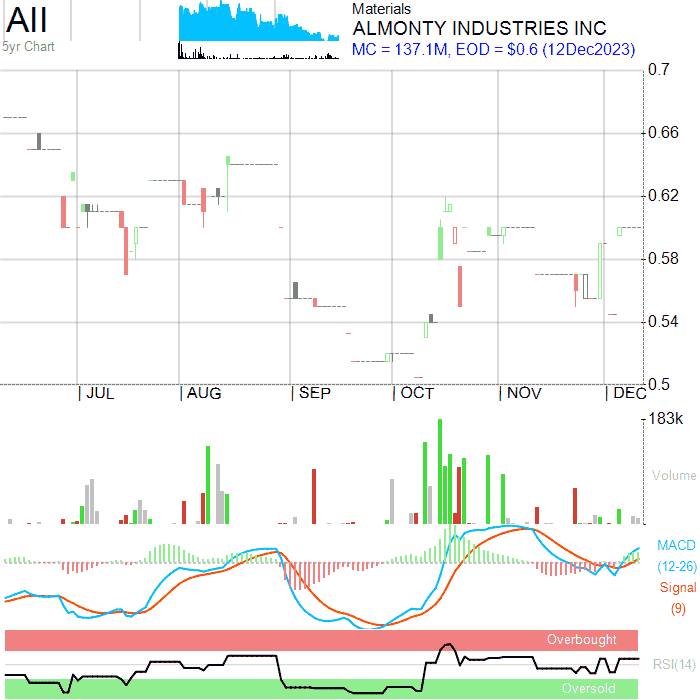 AII
5yr Chart
Materials
ALMONTY INDUSTRIES INC
MC = 137.1M, EOD = $0.6 (12Dec2023)
0.7
0.66
0.62
0.58
0.54
0.5
JUL AUG SEP OCT NOV DEC
183k
Volume
MACD
(12-26)
Signal
(9)
Overbought
RSI(14)
Oversold